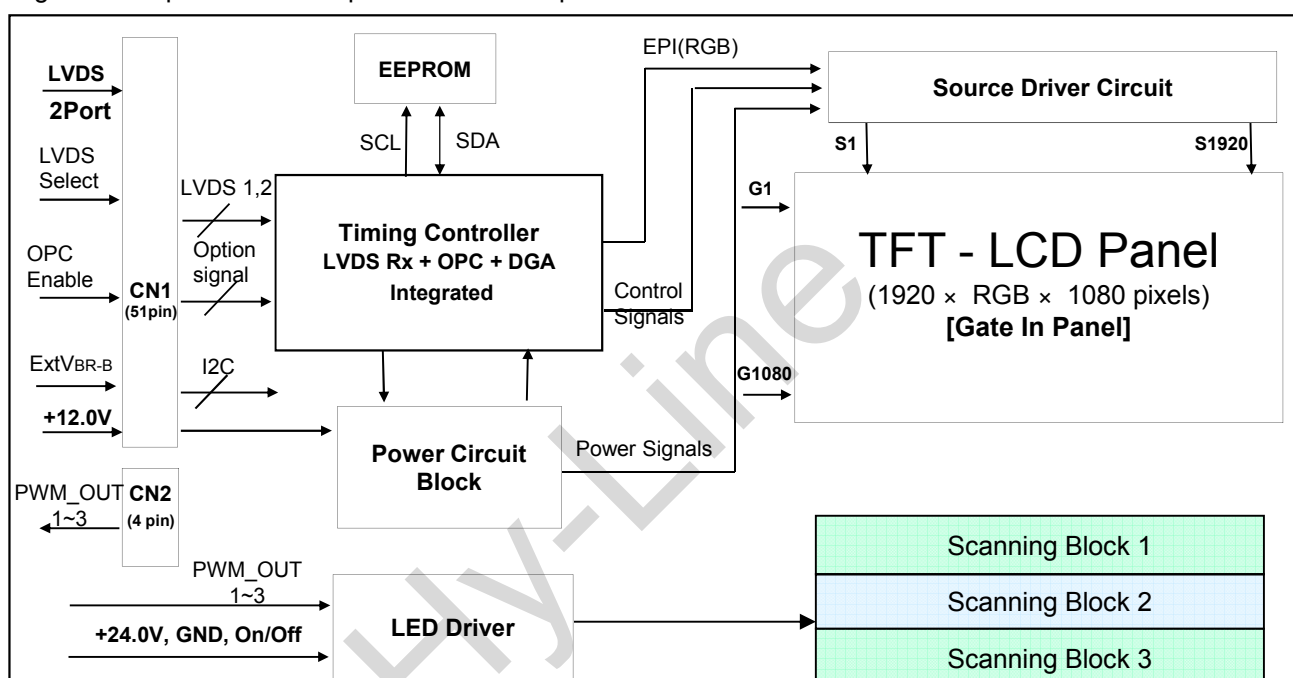 EPI(RGB)
LVDS
2Port
EEPROM
Source Driver Circuit
SCL
SDA
S1
S1920
LVDS
Select
LVDS 1,2
G1
Timing Controller
LVDS Rx + OPC + DGA
Integrated
TFT - LCD Panel
(1920 × RGB × 1080 pixels)
[Gate In Panel]
OPC
Enable
CN1
(51pin)
Option
signal
Control
Signals
ExtVBR-B
I2C
G1080
+12.0V
Power Circuit
Block
Power Signals
PWM_OUT
1~3
CN2
(4 pin)
PWM_OUT
1~3
+24.0V, GND, On/Off
LED Driver
Scanning Block 1
Scanning Block 2
Scanning Block 3
Hy-Line